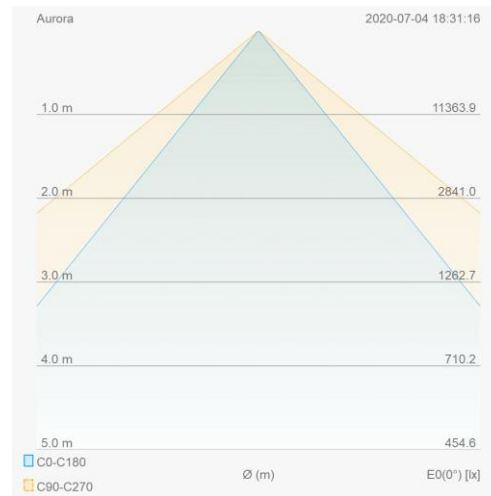 Aurora 2020-07-04 18:31:16
1.0 m 11363.9
2.0 m 2841.0
3.0 m 1262.7
4.0 m 710.2
5.0 m 454.6
C0-C180
Ø (m) E0(0°) [lx]
C90-C270